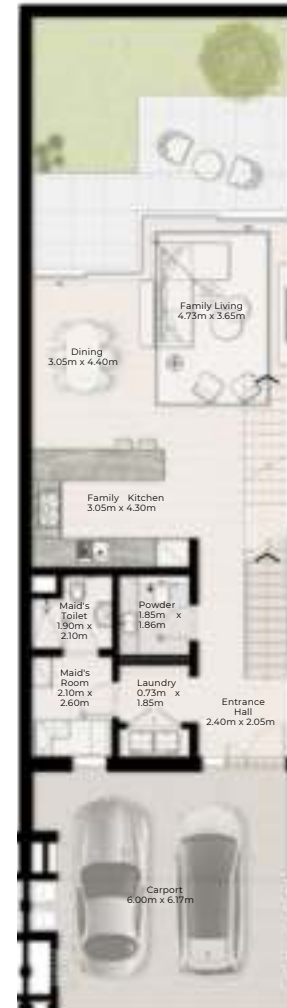 Family Living
4.73m x 3.65m
Dining
3.05m x 4.40m
Family Kitchen
3.05m x 4.30m
Maid's
Toilet
1.90m x
2.10m
Powder
1.85m x
1.86m
Maid's
Room
2.10m x
2.60m
Laundry
0.73m x
1.85m
Entrance
Hall
2.40m x 2.05m
Carport
6.00m x 6.17m